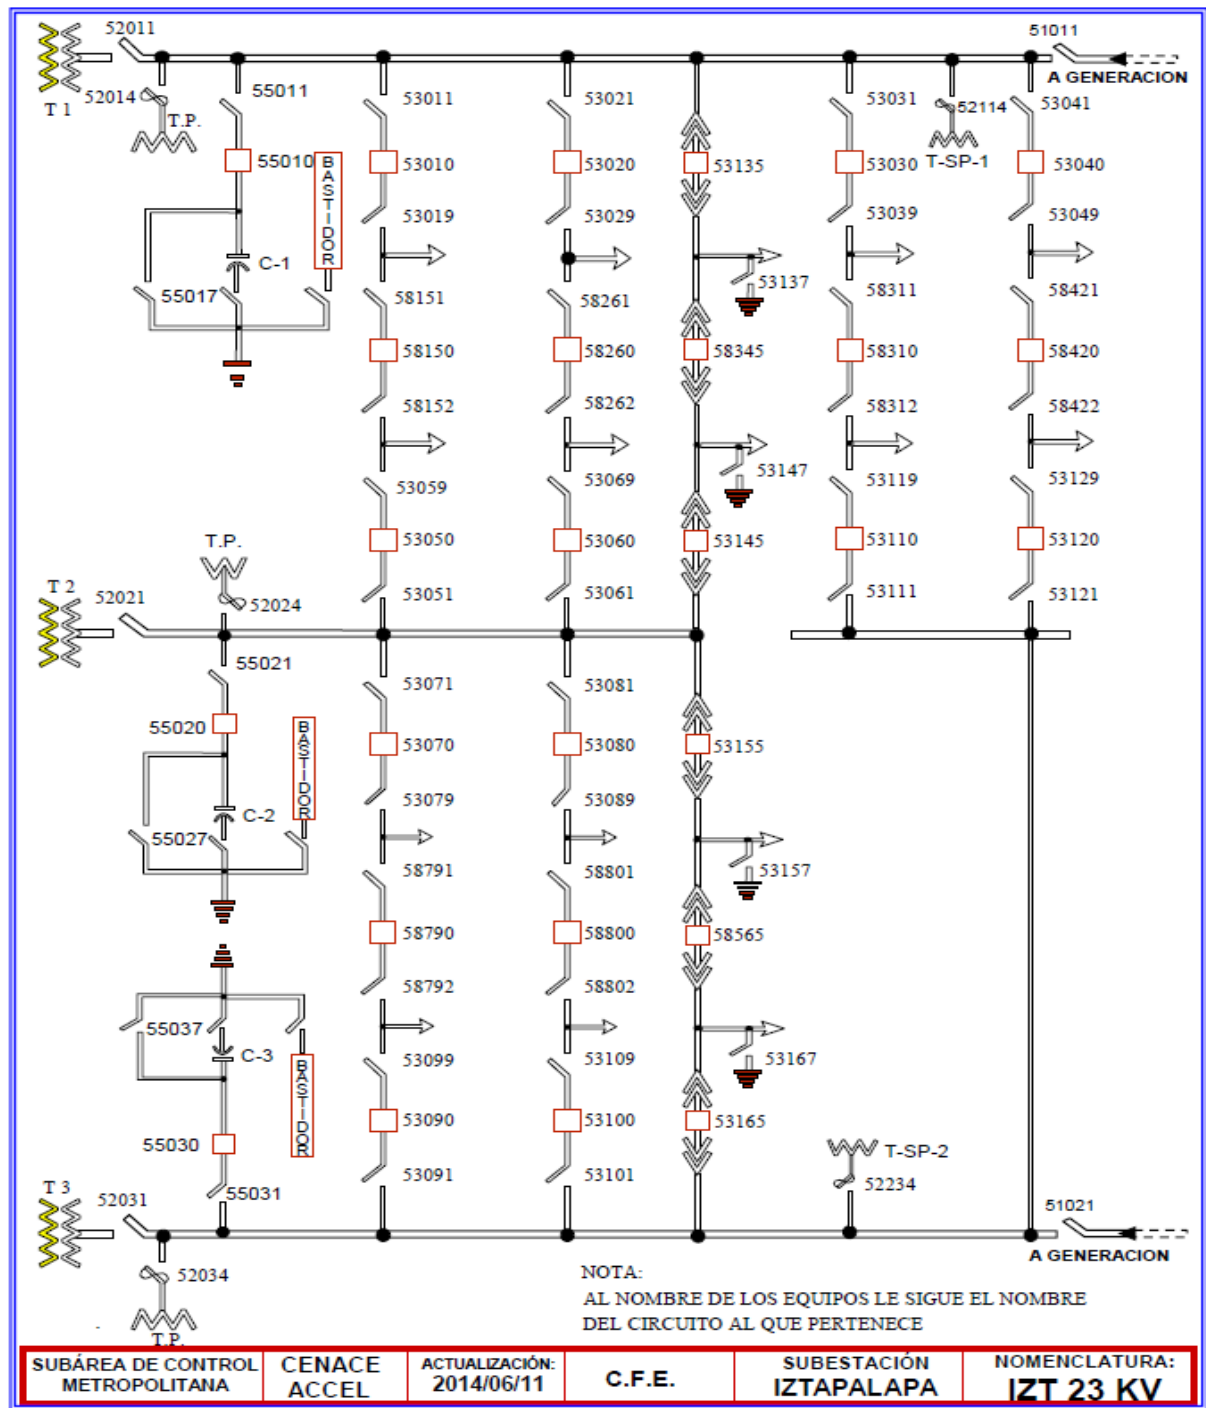 52011
51011
A GENERACION
T 1
52014
T.P.
55011
53011
53021
53031
52114
53041
55010
BASTIDOR
53010
53020
53135
53030
T-SP-1
53040
53019
53029
53039
53049
C-1
53137
55017
58151
58261
58311
58421
58150
58260
58345
58310
58420
58152
58262
58312
58422
53147
53059
53069
53119
53129
T.P.
53050
53060
53145
53110
53120
T 2
52021
52024
53051
53061
53111
53121
55021
53071
53081
55020
BASTIDOR
53070
53080
53155
53079
53089
C-2
55027
53157
58791
58801
58790
58800
58565
58792
58802
55037
C-3
BASTIDOR
53167
53099
53109
55030
53090
53100
53165
T-SP-2
53091
53101
52234
T 3
52031
55031
51021
A GENERACION
52034
T.P.
NOTA:
AL NOMBRE DE LOS EQUIPOS LE SIGUE EL NOMBRE
DEL CIRCUITO AL QUE PERTENECE
SUBÁREA DE CONTROL
METROPOLITANA
CENACE
ACCEL
ACTUALIZACIÓN:
2014/06/11
C.F.E.
SUBESTACIÓN
IZTAPALAPA
NOMENCLATURA:
IZT 23 KV